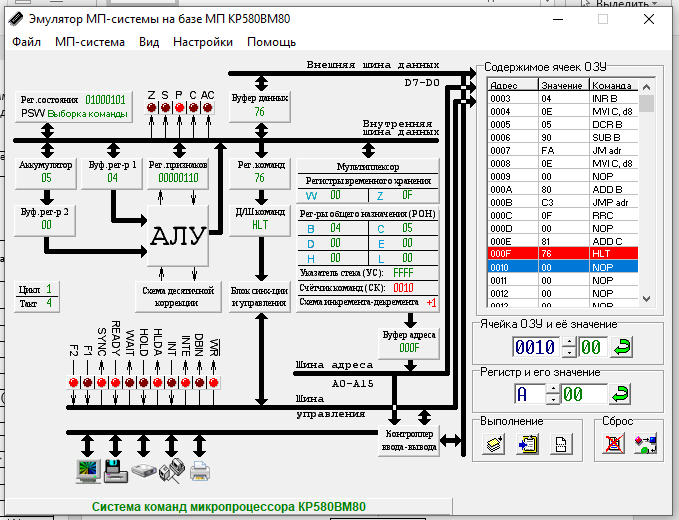 Выделить
Эмулятор МП-системы на базе МП КР580ВМ80
Файл МП-система Вид Настройки Помощь
Внешняя шина данных
D7-D0
Z S P C AC
Рег.состояния 01000101
PSW Выборка команды
Буфер данных
76
Внутренняя
шина данных
Аккумулятор
05
Буф.рег-р 1
04
Рег.признаков
00000110
Рег.команд
76
Мультиплексор
Регистры временного хранения
W 00 Z 0F
Буф.рег-р 2
00
АЛУ
Д/Ш команд
HLT
Рег-ры общего назначения (РОН)
B 04 C 05
D 00 E 00
H 00 L 00
Указатель стека (УС): FFFF
Счётчик команд (СК): 0010
Схема инкремента-декремента +1
Цикл 1
Такт 4
Схема десятичной
коррекции
Блок синх-ции
и управления
Буфер адреса
000F
F2 F1 SYNC READY WAIT HOLD HLDA INT INTE DBIN WR
Шина адреса
A0-A15
Шина
управления
Контроллер
ввода-вывода
Система команд микропроцессора КР580ВМ80
Содержимое ячеек ОЗУ
Адрес Значение Команда
0003 04 INR B
0004 0E MVI C, d8
0005 05 DCR B
0006 90 SUB B
0007 FA JM adr
0008 0E MVI C, d8
0009 00 NOP
000A 80 ADD B
000B C3 JMP adr
000C 0F RRC
000D 00 NOP
000E 81 ADD C
000F 76 HLT
0010 00 NOP
0011 00 NOP
0012 00 NOP
Ячейка ОЗУ и её значение
0010 00
Регистр и его значение
A 00
Выполнение
Сброс